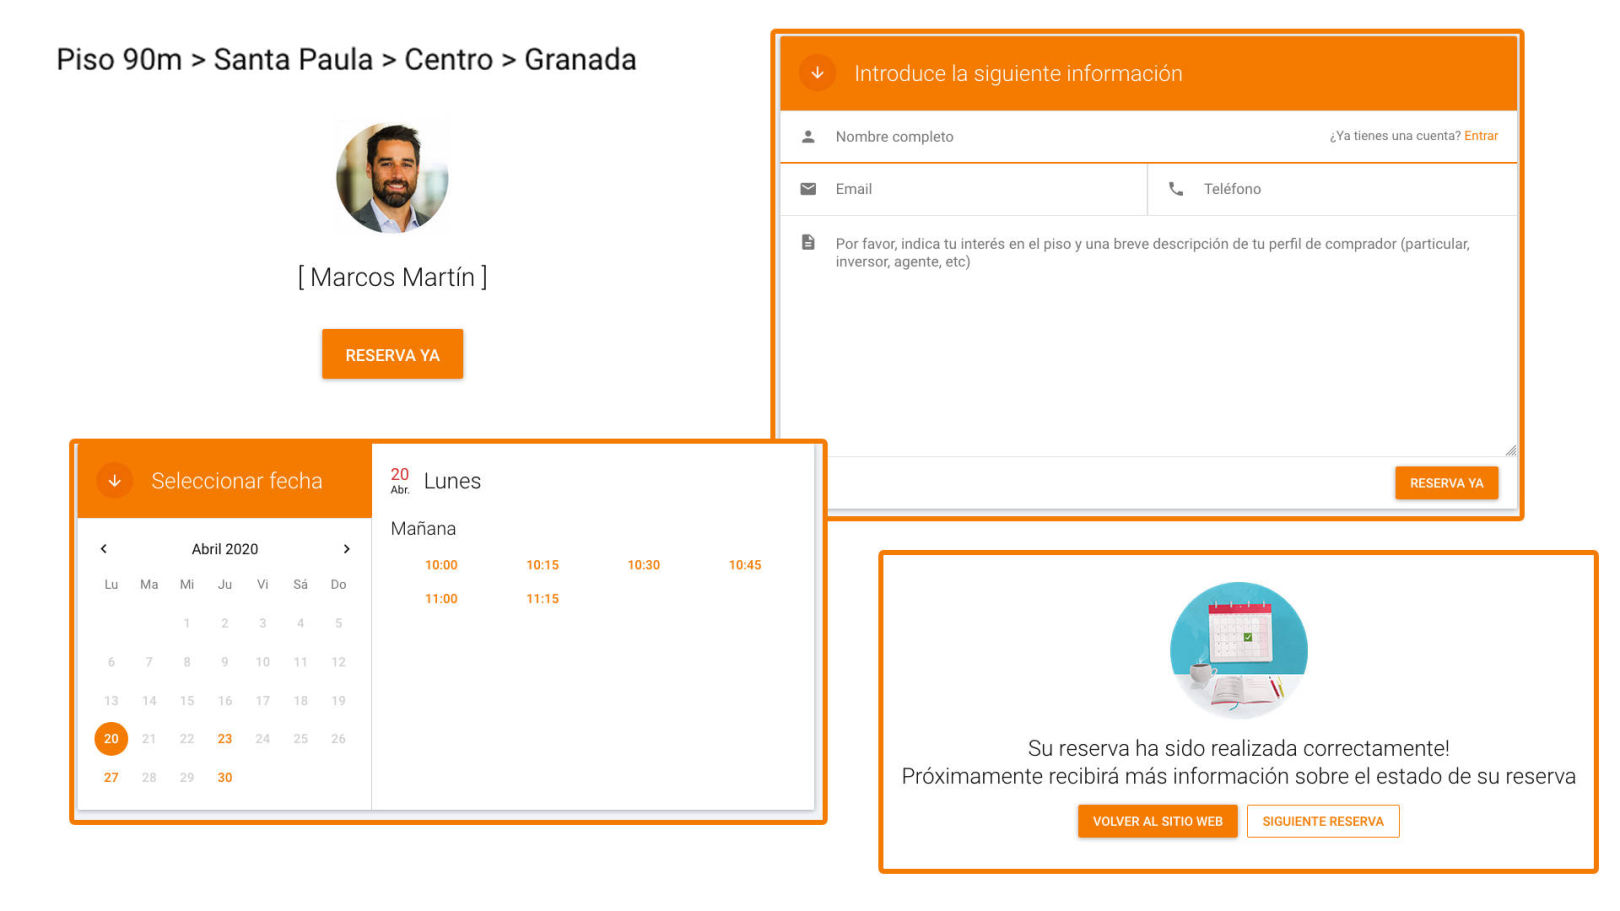 Piso 90m > Santa Paula > Centro > Granada
[ Marcos Martín ]
RESERVA YA
Introduce la siguiente información
Nombre completo
¿Ya tienes una cuenta? Entrar
Email
Teléfono
Por favor, indica tu interés en el piso y una breve descripción de tu perfil de comprador (particular,
inversor, agente, etc)
RESERVA YA
Seleccionar fecha
Abril 2020
Lu Ma Mi Ju Vi Sá Do
1 2 3 4 5
6 7 8 9 10 11 12
13 14 15 16 17 18 19
20 21 22 23 24 25 26
27 28 29 30
20 Lunes
Abr.
Mañana
10:00 10:15 10:30 10:45
11:00 11:15
Su reserva ha sido realizada correctamente!
Próximamente recibirá más información sobre el estado de su reserva
VOLVER AL SITIO WEB
SIGUIENTE RESERVA